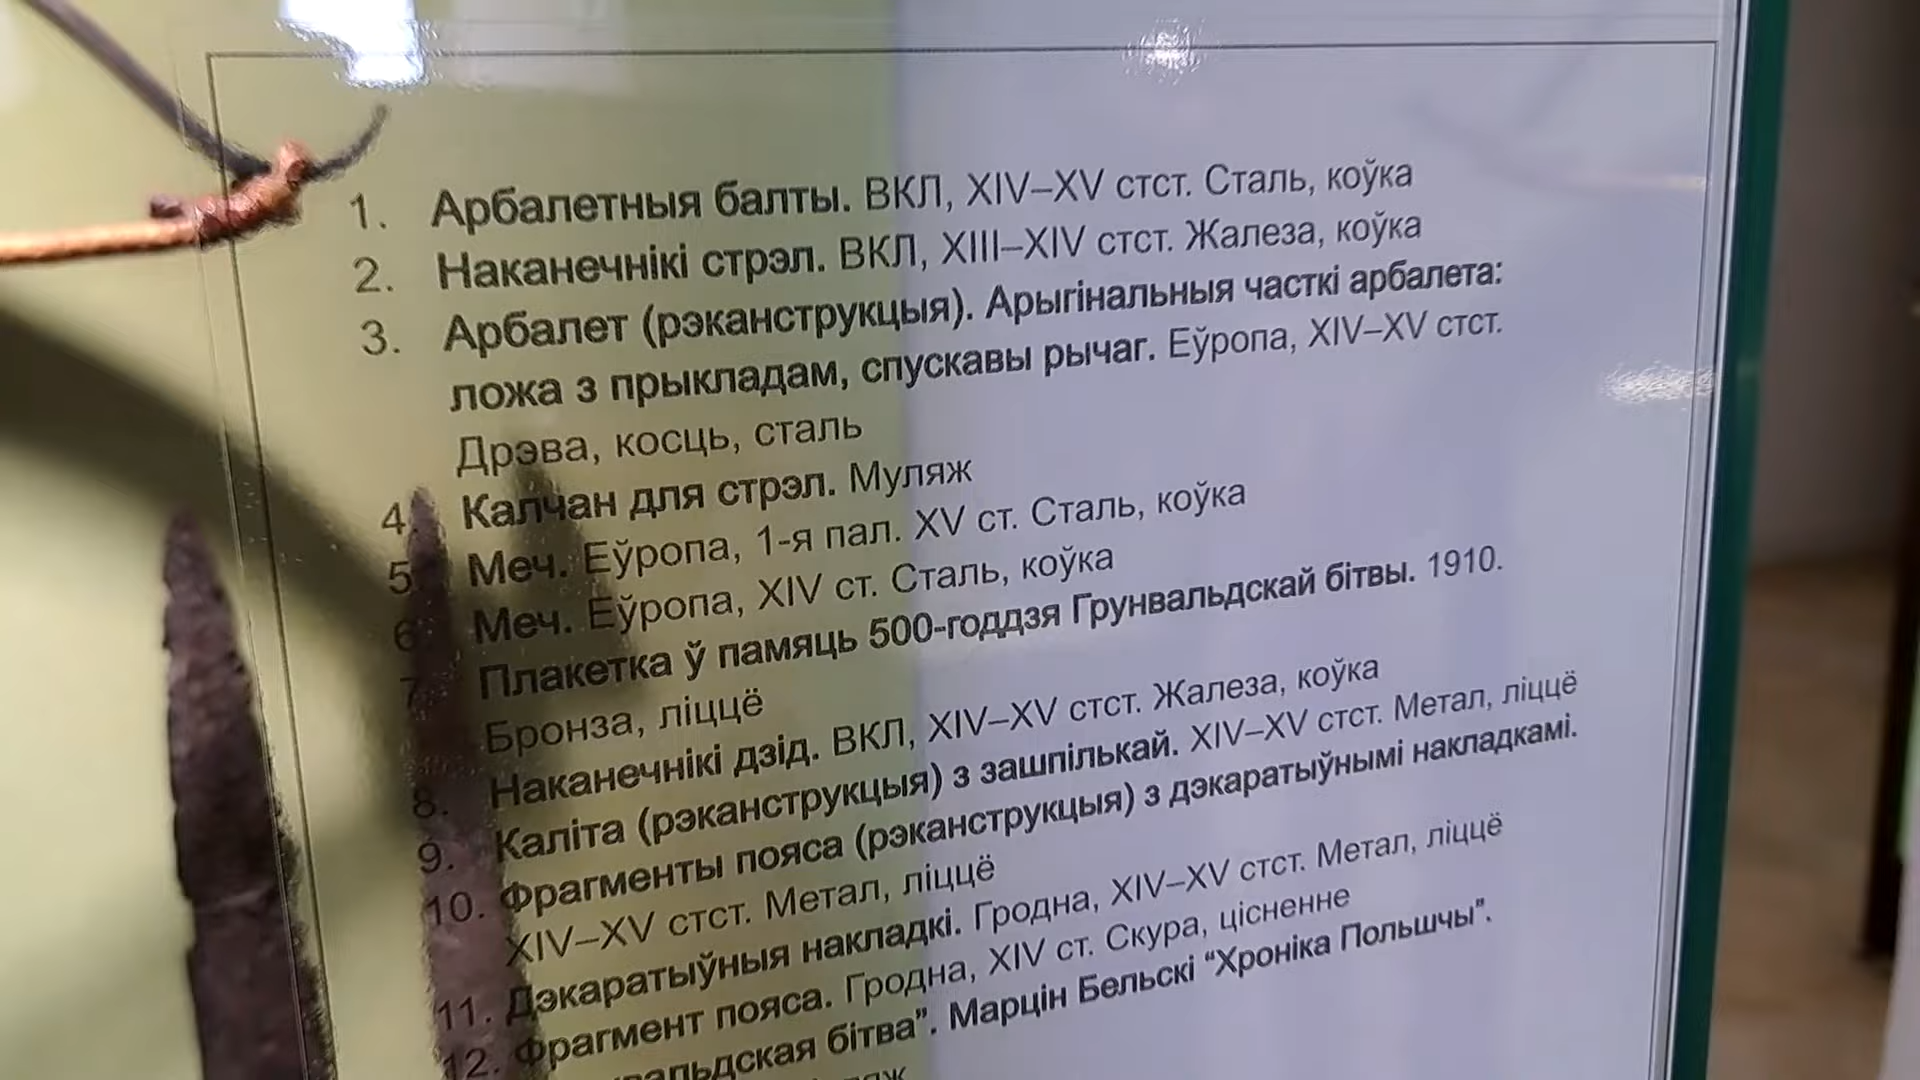 1. Арбалетныя балты. ВКЛ, XIV–XV стст. Сталь, коўка
2. Наканечнікі стрэл. ВКЛ, XIII–XIV стст. Жалеза, коўка
3. Арбалет (рэканструкцыя). Арыгінальныя часткі арбалета:
ложа з прыкладам, спускавы рычаг. Еўропа, XIV–XV стст.
Дрэва, косць, сталь
4. Калчан для стрэл. Муляж
5. Меч. Еўропа, 1-я пал. XV ст. Сталь, коўка
6. Меч. Еўропа, XIV ст. Сталь, коўка
7. Плакетка ў памяць 500-годдзя Грунвальдскай бітвы. 1910.
Бронза, ліццё
8. Наканечнікі дзід. ВКЛ, XIV–XV стст. Жалеза, коўка
9. Каліта (рэканструкцыя) з зашпількай. XIV–XV стст. Метал, ліццё
10. Фрагменты пояса (рэканструкцыя) з дэкаратыўнымі накладкамі.
XIV–XV стст. Метал, ліццё
11. Дэкаратыўныя накладкі. Гродна, XIV–XV стст. Метал, ліццё
12. Фрагмент пояса. Гродна, XIV ст. Скура, цісненне
бітва”. Марцін Бельскі “Хроніка Польшчы”.